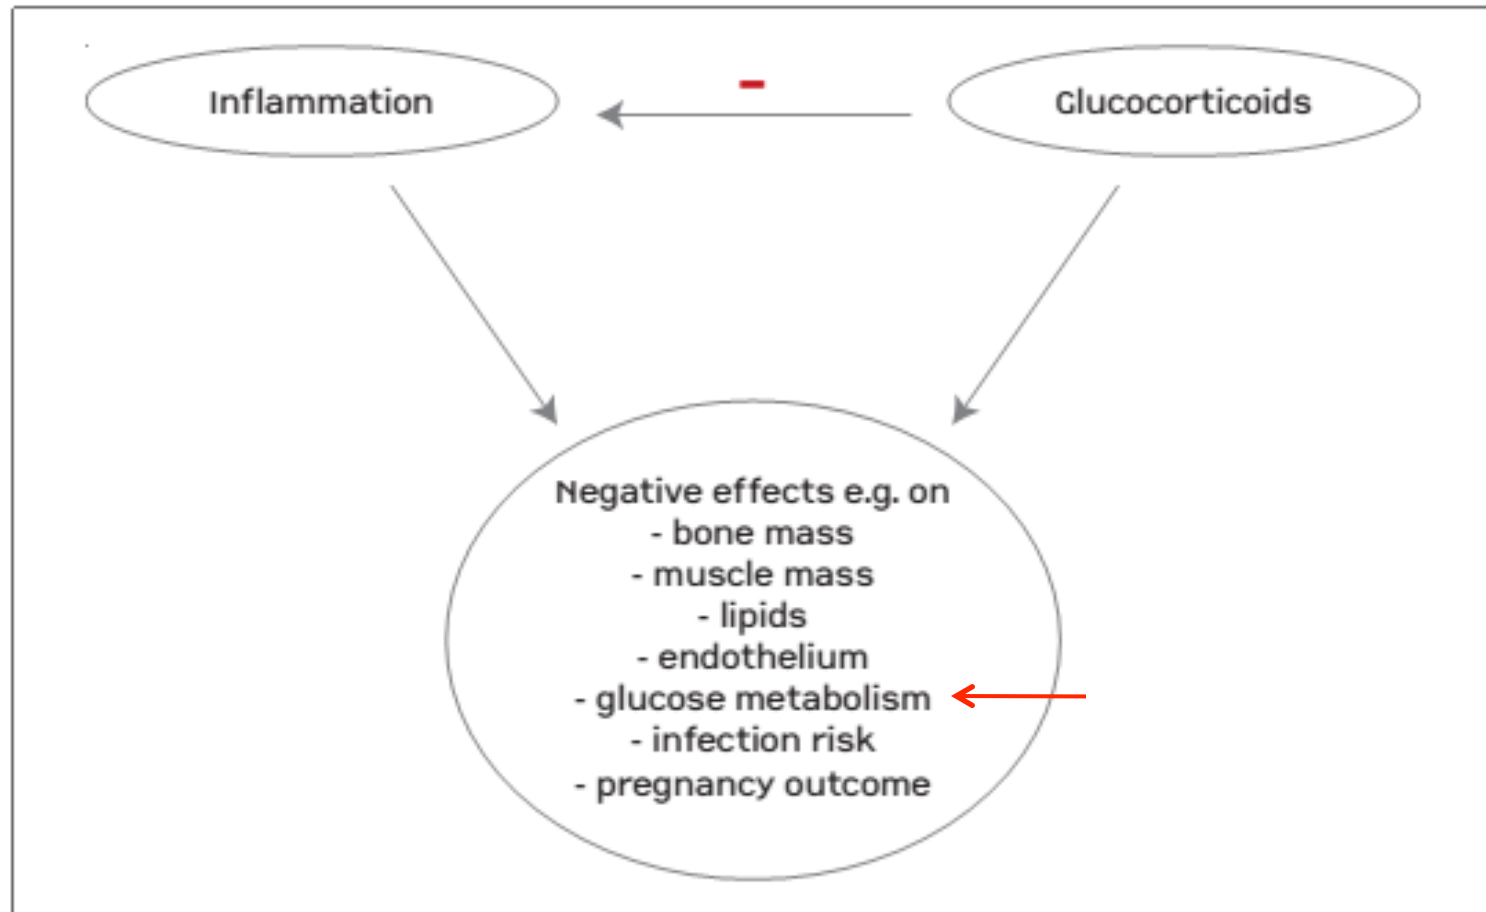 Inflammation
-
Glucocorticoids
Negative effects e.g. on
- bone mass
- muscle mass
- lipids
- endothelium
- glucose metabolism
- infection risk
- pregnancy outcome